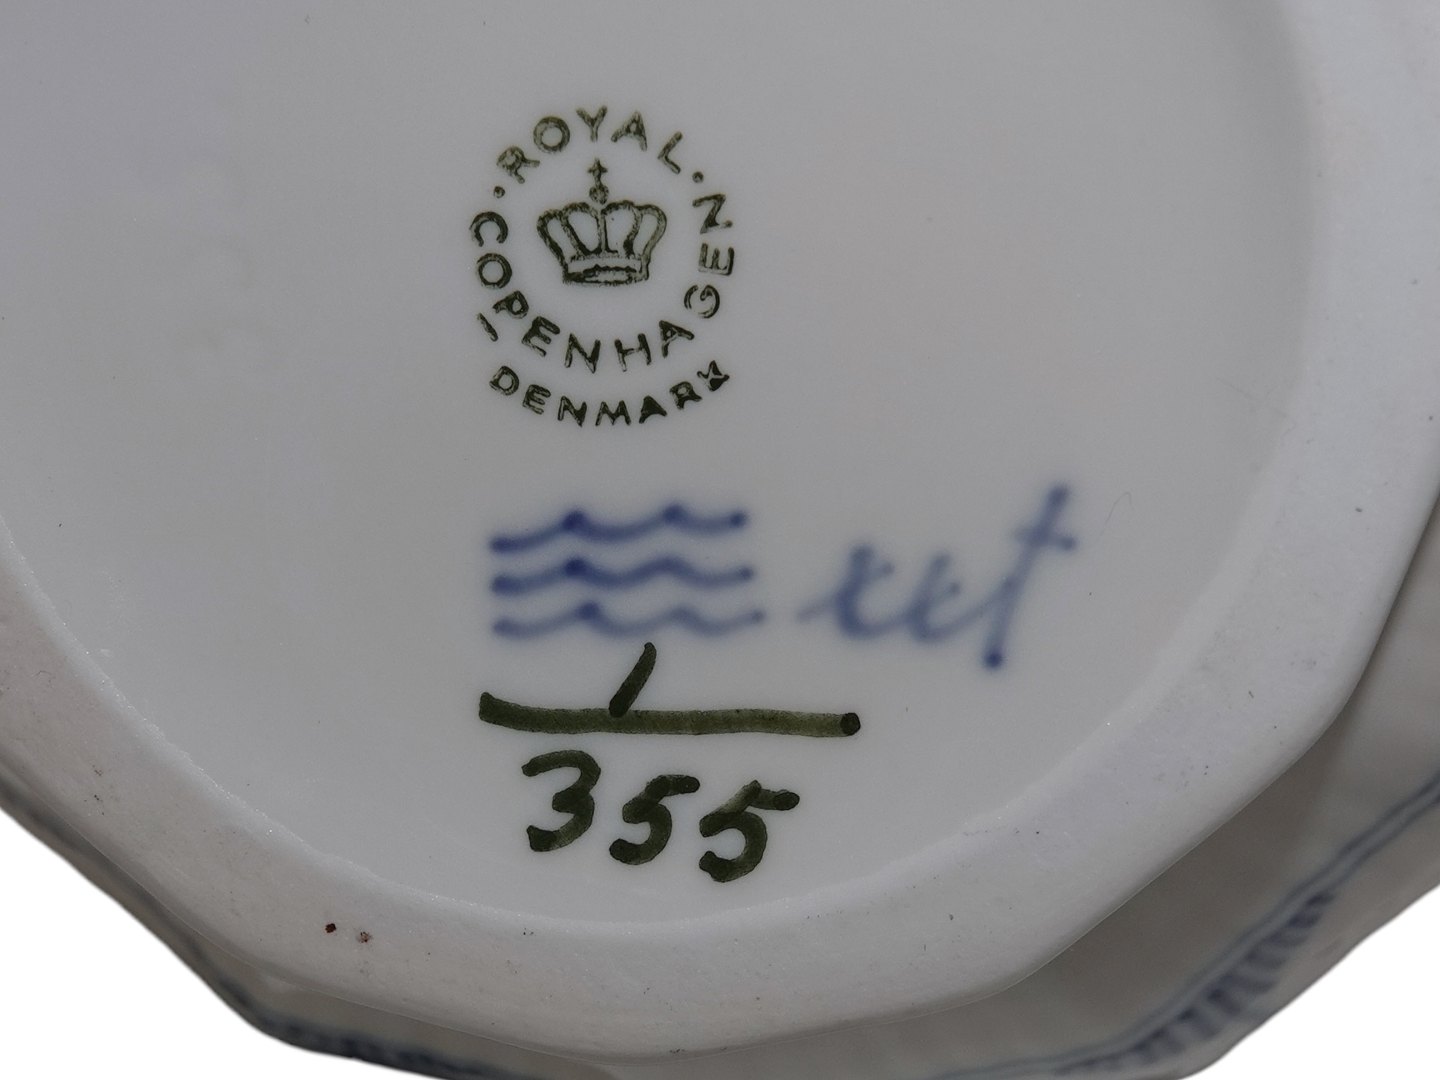 ROYAL
COPENHAGEN
DENMARK
1
355